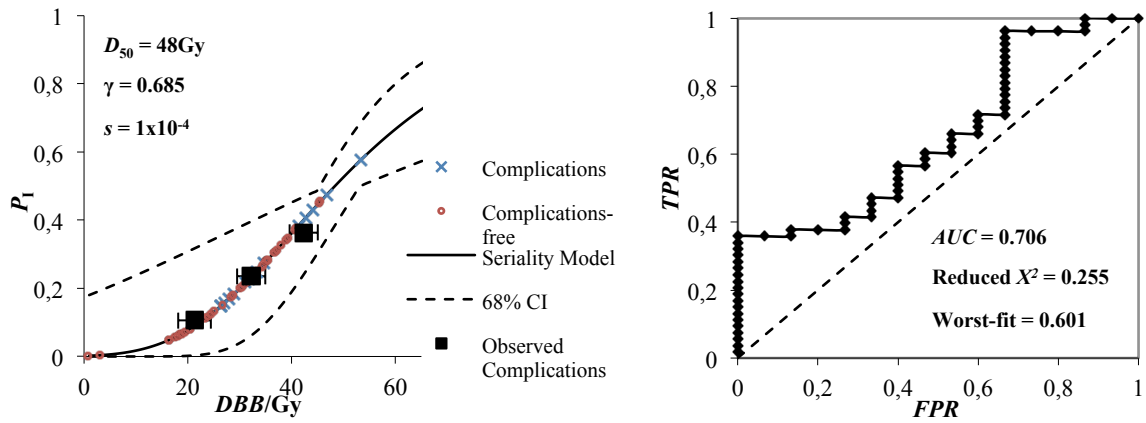 1
0,8
0,6
0,4
0,2
0
P_I
D_50 = 48Gy
γ = 0.685
s = 1x10^-4
0
20
40
60
DBB/Gy
Complications
Complications-
free
Seriality Model
68% CI
Observed
Complications
1
0,8
0,6
0,4
0,2
0
TPR
AUC = 0.706
Reduced X² = 0.255
Worst-fit = 0.601
0
0,2
0,4
0,6
0,8
1
FPR